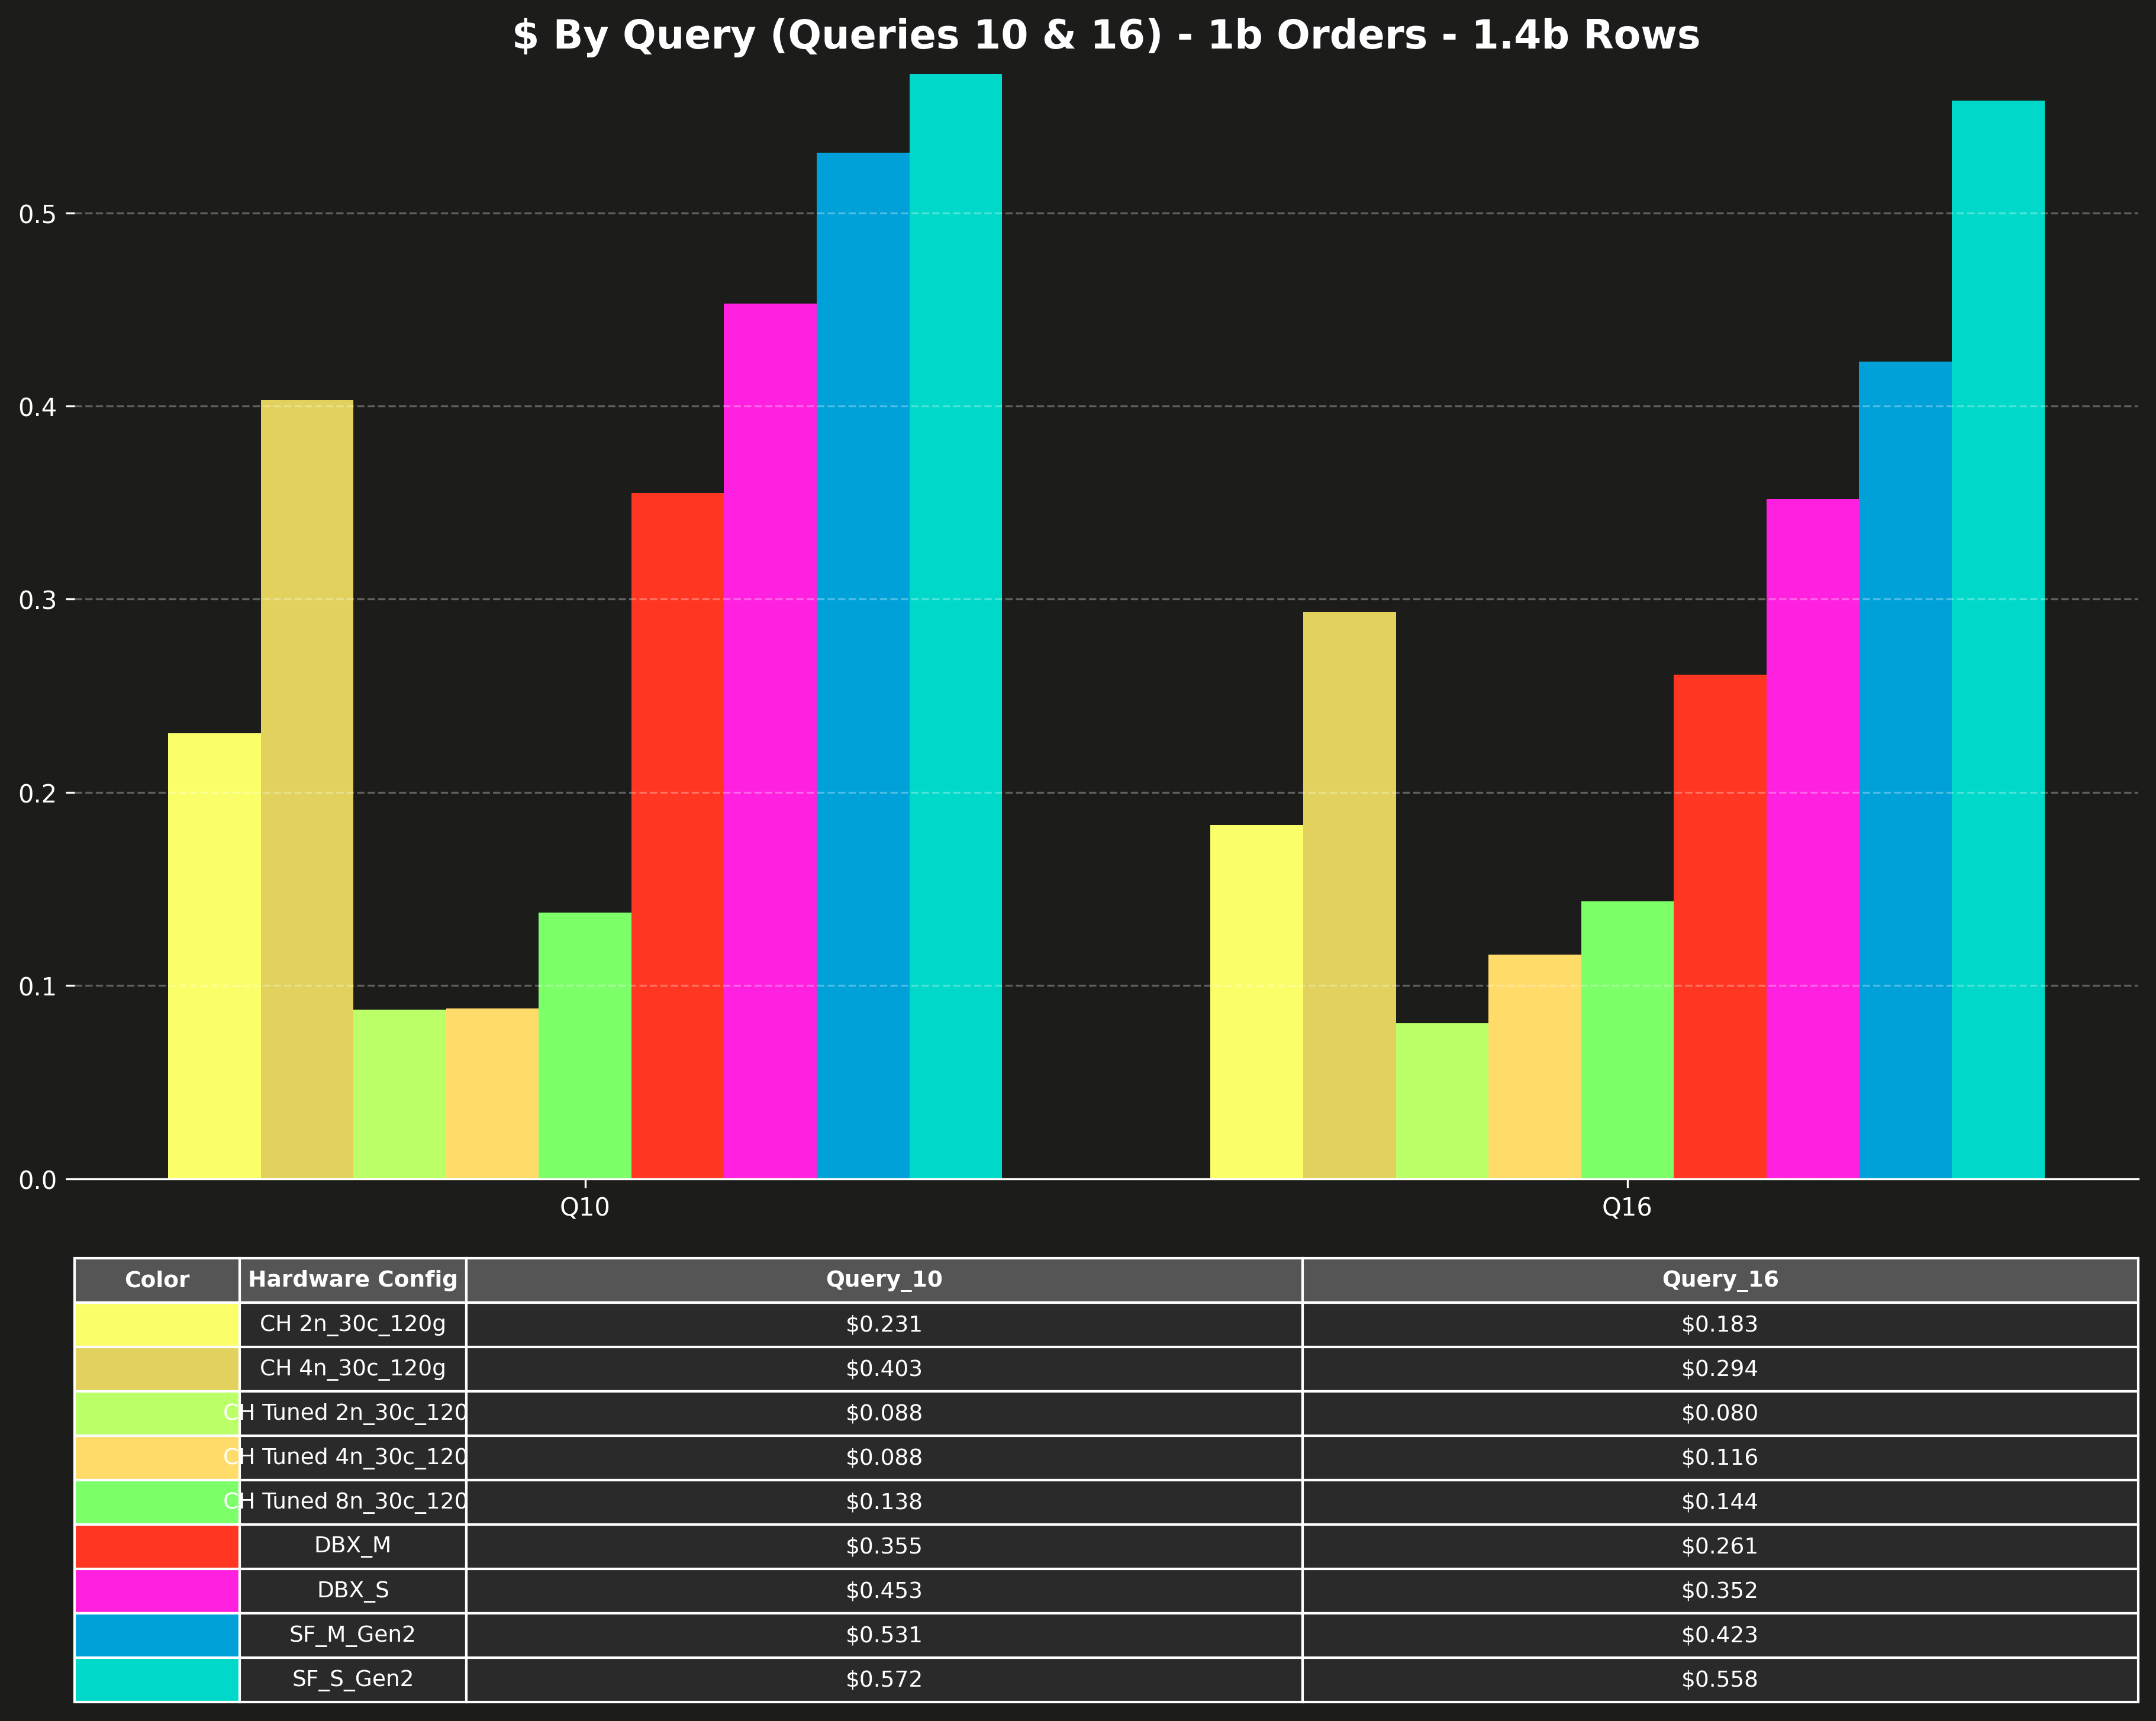 $ By Query (Queries 10 & 16) - 1b Orders - 1.4b Rows
0.5
0.4
0.3
0.2
0.1
0.0
Q10 Q16
Color Hardware Config Query_10 Query_16
CH 2n_30c_120g $0.231 $0.183
CH 4n_30c_120g $0.403 $0.294
CH Tuned 2n_30c_120 $0.088 $0.080
CH Tuned 4n_30c_120 $0.088 $0.116
CH Tuned 8n_30c_120 $0.138 $0.144
DBX_M $0.355 $0.261
DBX_S $0.453 $0.352
SF_M_Gen2 $0.531 $0.423
SF_S_Gen2 $0.572 $0.558